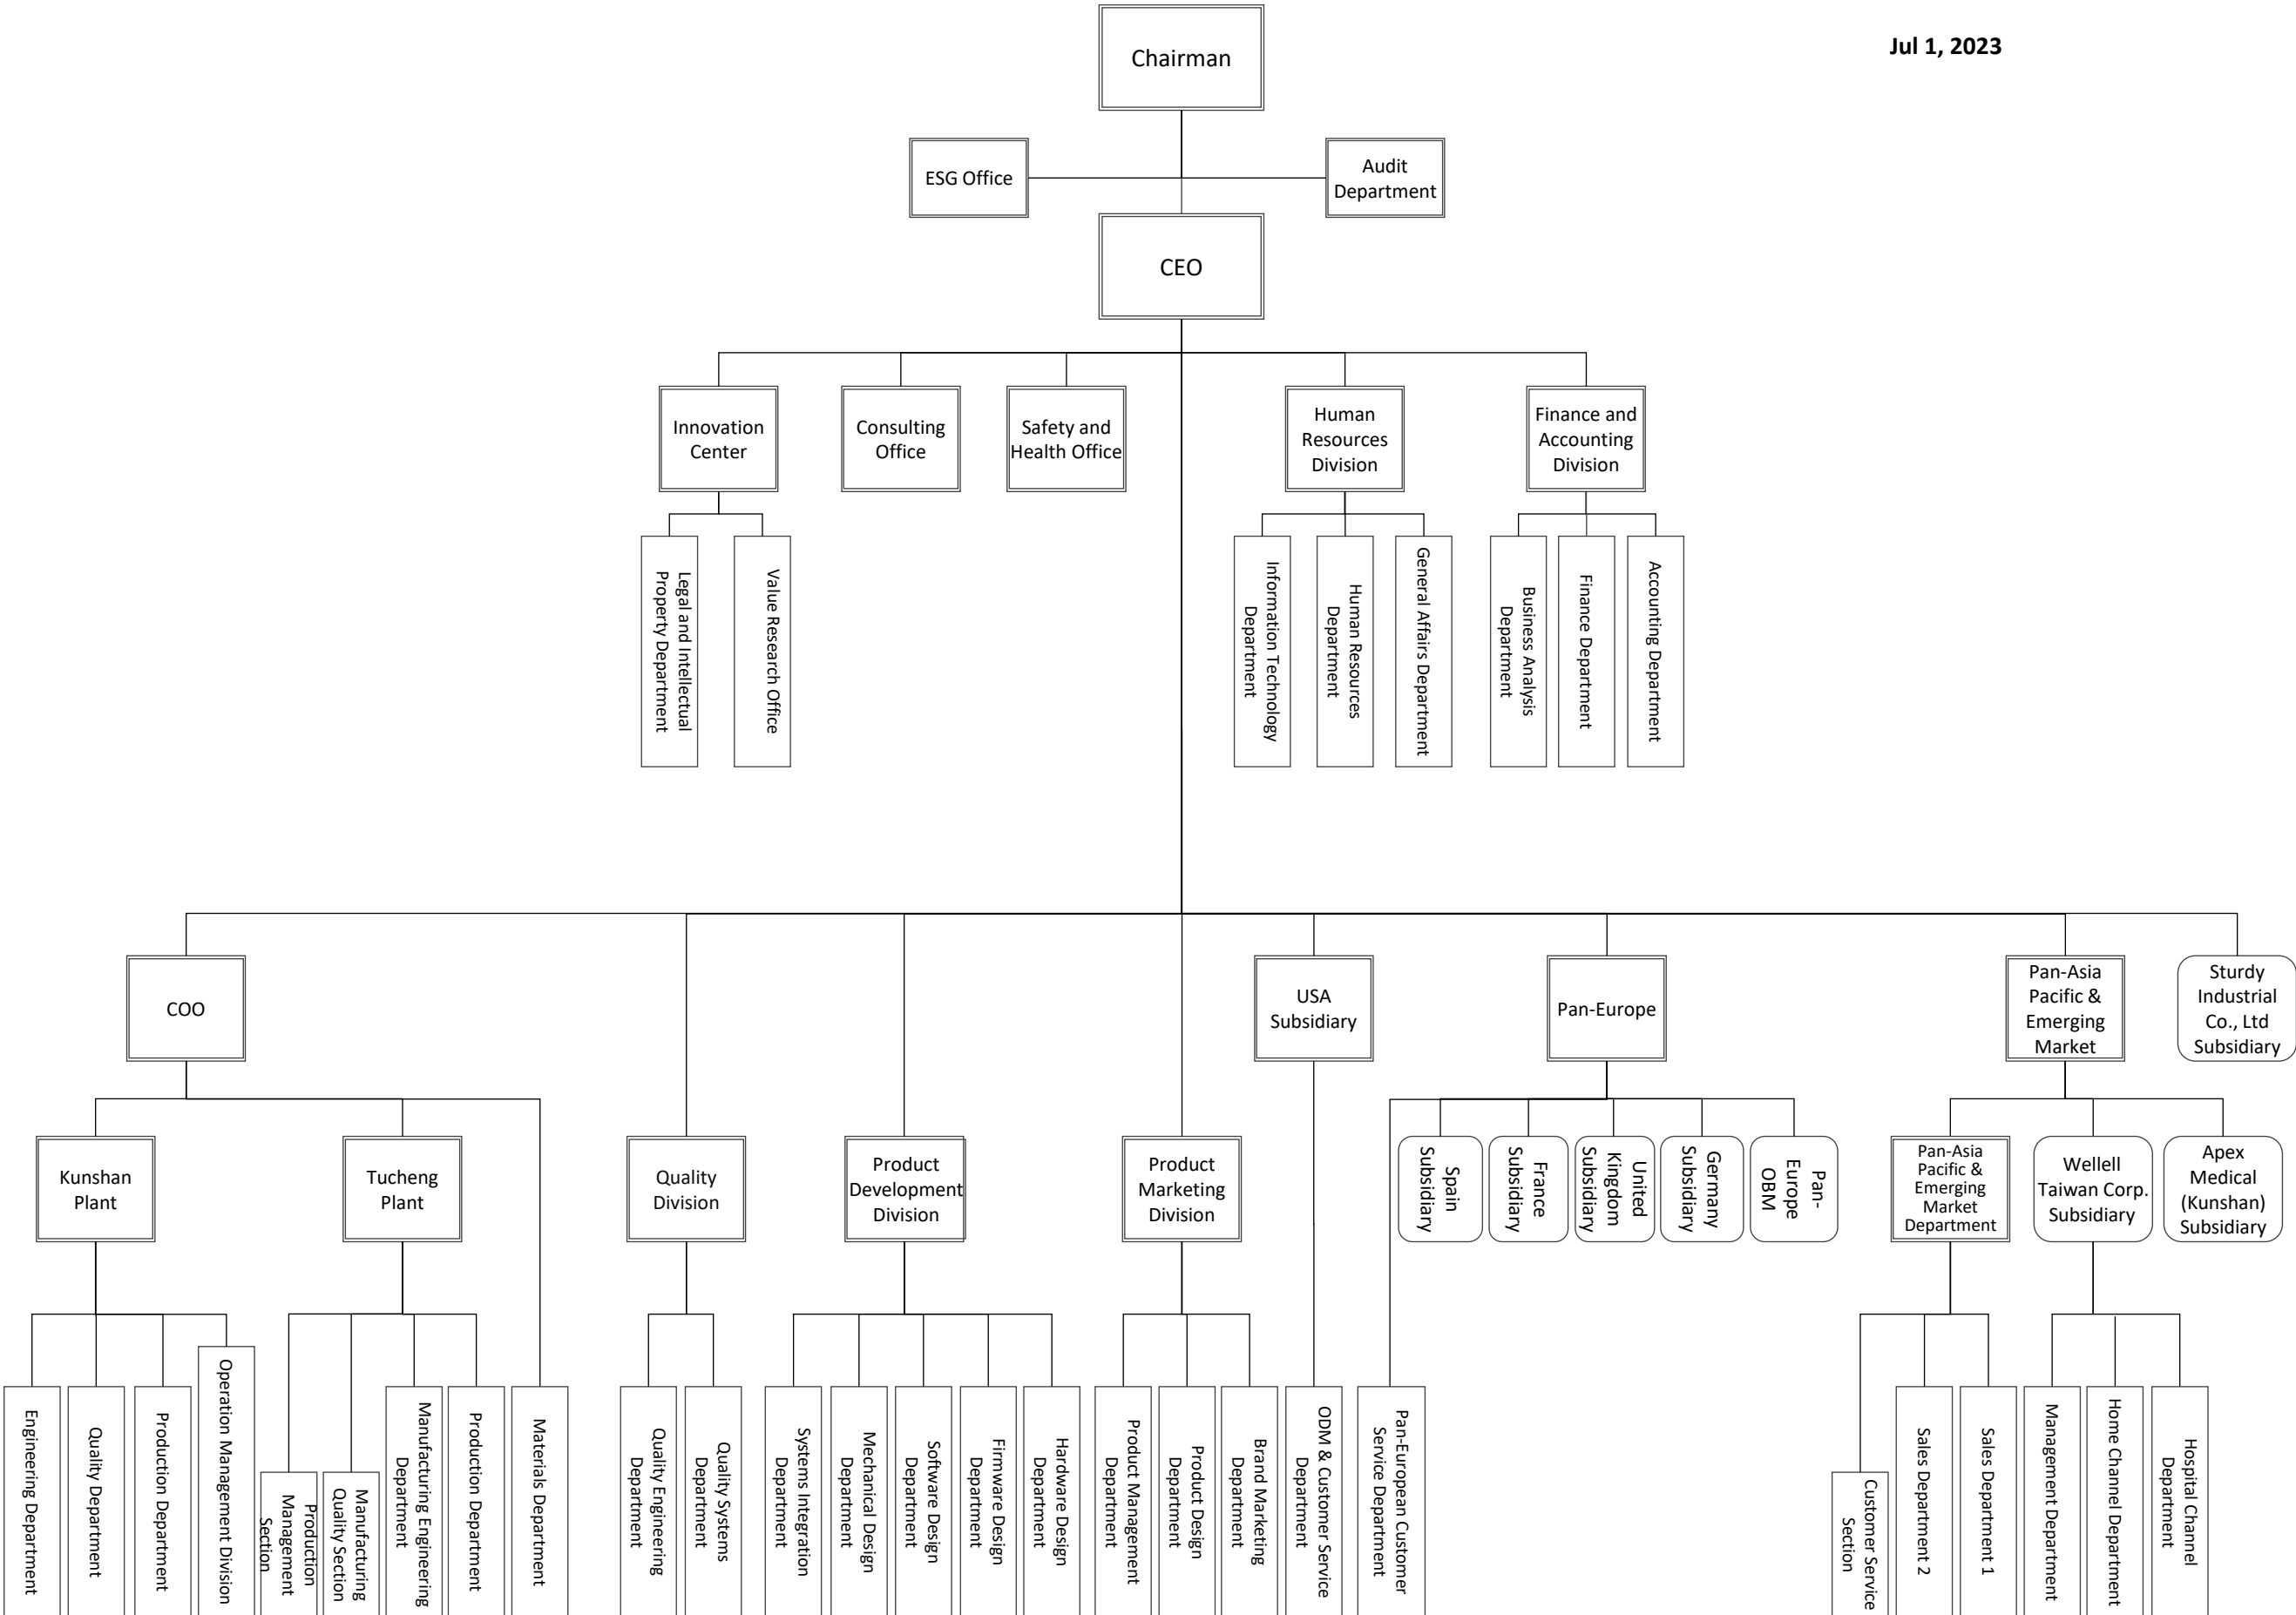 Jul 1, 2023
Chairman
ESG Office
Audit
Department
CEO
Innovation
Center
Consulting
Office
Safety and
Health Office
Human
Resources
Division
Finance and
Accounting
Division
Legal and Intellectual
Property Department
Value Research Office
Information Technology
Department
Human Resources
Department
General Affairs Department
Business Analysis
Department
Finance Department
Accounting Department
COO
USA
Subsidiary
Pan-Europe
Pan-Asia
Pacific &
Emerging
Market
Sturdy
Industrial
Co., Ltd
Subsidiary
Kunshan
Plant
Tucheng
Plant
Quality
Division
Product
Development
Division
Product
Marketing
Division
Spain
Subsidiary
France
Subsidiary
United
Kingdom
Subsidiary
Germany
Subsidiary
Pan-
Europe
OBM
Pan-Asia
Pacific &
Emerging
Market
Department
Wellell
Taiwan Corp.
Subsidiary
Apex
Medical
(Kunshan)
Subsidiary
Engineering Department
Quality Department
Production Department
Operation Management Division
Production
Management
Section
Manufacturing
Quality Section
Manufacturing Engineering
Department
Production Department
Materials Department
Quality Engineering
Department
Quality Systems
Department
Systems Integration
Department
Mechanical Design
Department
Software Design
Department
Firmware Design
Department
Hardware Design
Department
Product Management
Department
Product Design
Department
Brand Marketing
Department
ODM & Customer Service
Department
Pan-European Customer
Service Department
Customer Service
Section
Sales Department 2
Sales Department 1
Management Department
Home Channel Department
Hospital Channel
Department